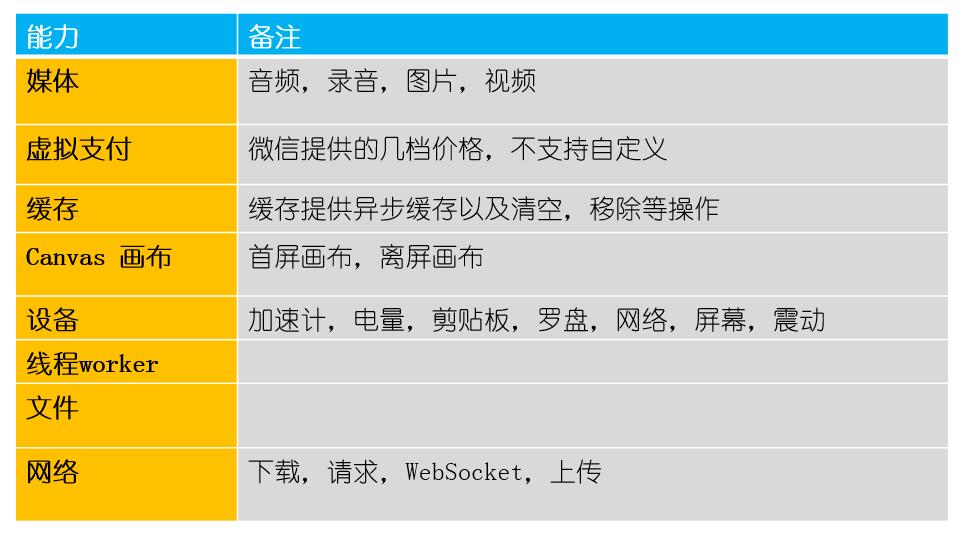 能力 备注
媒体 音频，录音，图片，视频
虚拟支付 微信提供的几档价格，不支持自定义
缓存 缓存提供异步缓存以及清空，移除等操作
Canvas 画布 首屏画布，离屏画布
设备 加速计，电量，剪贴板，罗盘，网络，屏幕，震动
线程worker
文件
网络 下载，请求，WebSocket，上传